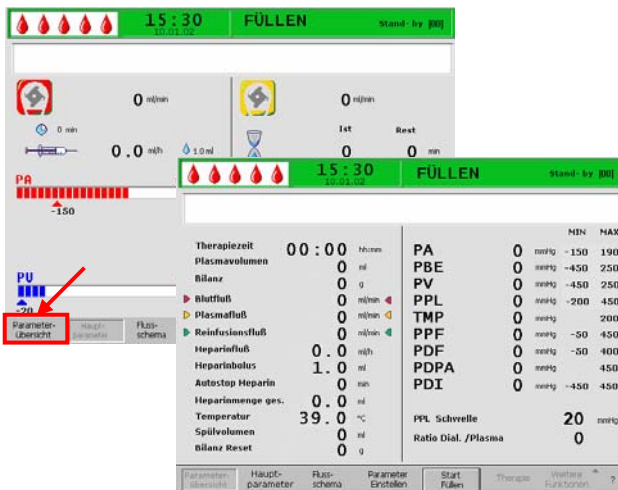 15:30 FÜLLEN Stand- by |00|
10.01.02
0 ml/min 0 ml/min
0 min Ist Rest
0.0 ml/h 1.0 ml 0 0 min
PA
-150
PV
-20
Parameter-übersicht Haupt-parameter Fluss-schema
15:30 FÜLLEN Stand- by |00|
10.01.02
MIN MAX
Therapiezeit 00:00 hh:mm
Plasmavolumen 0 ml
Bilanz 0 g
Blutfluß 0 ml/min
Plasmafluß 0 ml/min
Reinfusionsfluß 0 ml/min
Heparinfluß 0.0 ml/h
Heparinbolus 1.0 ml
Autostop Heparin 0 min
Heparinmenge ges. 0.0 ml
Temperatur 39.0 °C
Spülvolumen 0 ml
Bilanz Reset 0 g
PA 0 mmHg -150 190
PBE 0 mmHg -450 250
PV 0 mmHg -450 250
PPL 0 mmHg -200 450
TMP 0 mmHg 200
PPF 0 mmHg -50 450
PDF 0 mmHg -50 400
PDPA 0 mmHg 450
PDI 0 mmHg -450 450
PPL Schwelle 20 mmHg
Ratio Dial. /Plasma 0
Parameter-übersicht Haupt-parameter Fluss-schema Parameter Einstellen Start Füllen Therapie Weitere Funktionen ?